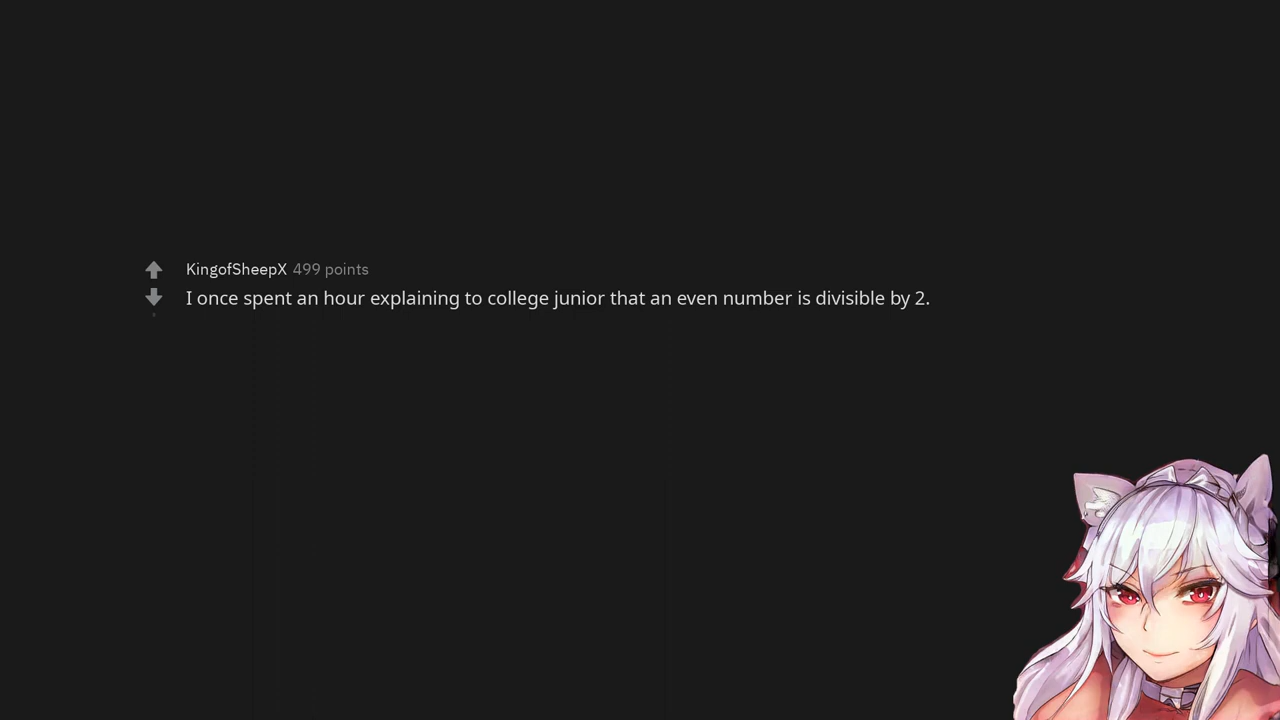 KingofSheepX 499 points
I once spent an hour explaining to college junior that an even number is divisible by 2.